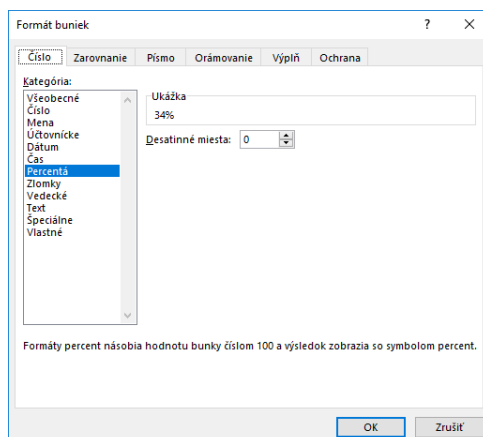 Formát buniek ? ✕
Číslo Zarovnanie Písmo Orámovanie Výplň Ochrana
Kategória:
Všeobecné
Číslo
Mena
Účtovnícke
Dátum
Čas
Percentá
Zlomky
Vedecké
Text
Špeciálne
Vlastné
Ukážka
34%
Desatinné miesta: 0
Formáty percent násobia hodnotu bunky číslom 100 a výsledok zobrazia so symbolom percent.
OK Zrušiť